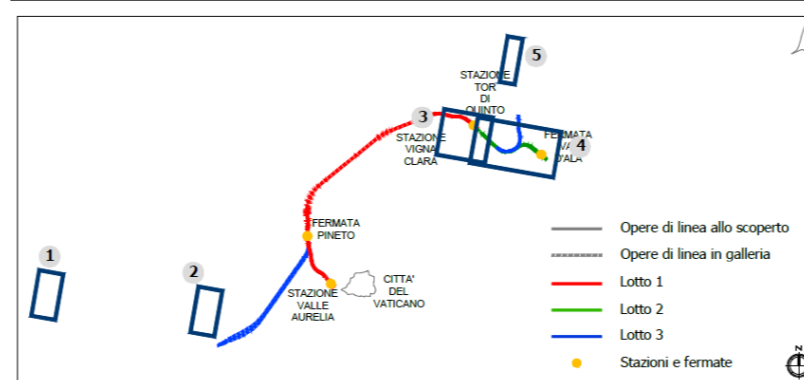 5
STAZIONE
TOR
DI
QUINTO
3
STAZIONE
VIGNA
CLARA
FERMATA
4
D'ALA
FERMATA
PINETO
1
2
STAZIONE
VALLE
AURELIA
CITTA'
DEL
VATICANO
Opere di linea allo scoperto
Opere di linea in galleria
Lotto 1
Lotto 2
Lotto 3
Stazioni e fermate
N